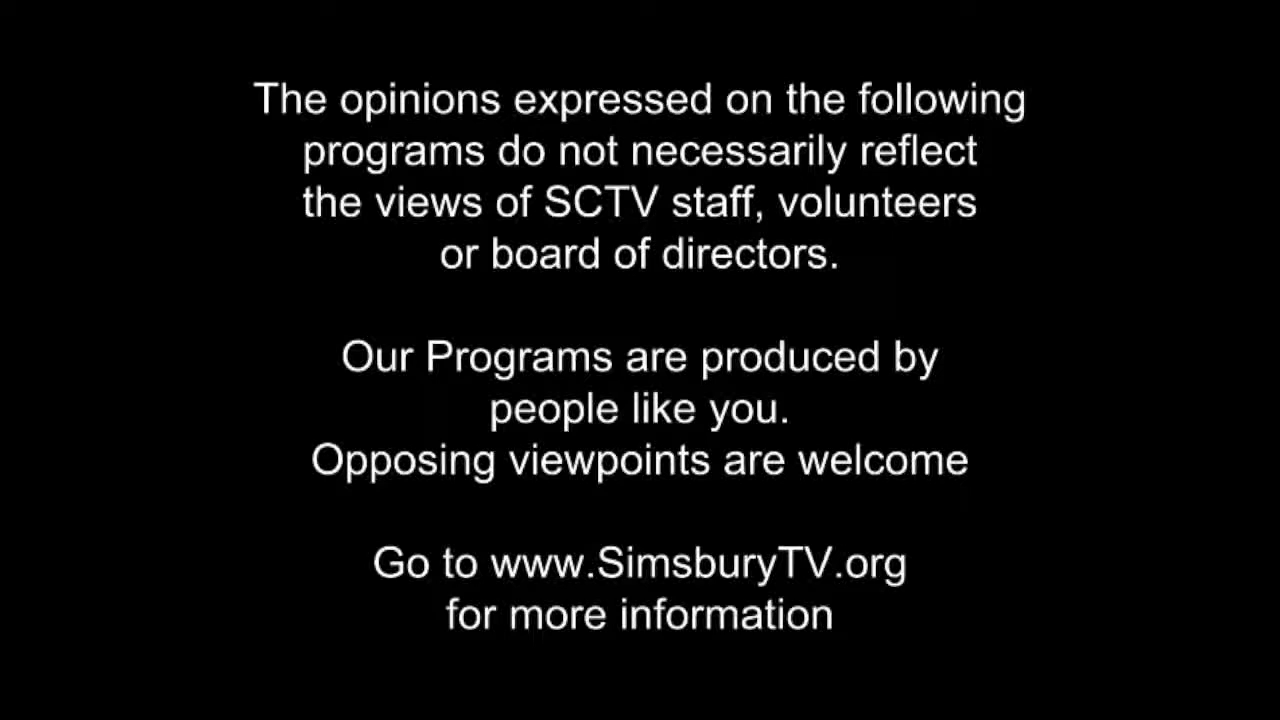 The opinions expressed on the following
programs do not necessarily reflect
the views of SCTV staff, volunteers
or board of directors.
Our Programs are produced by
people like you.
Opposing viewpoints are welcome
Go to www.SimsburyTV.org
for more information